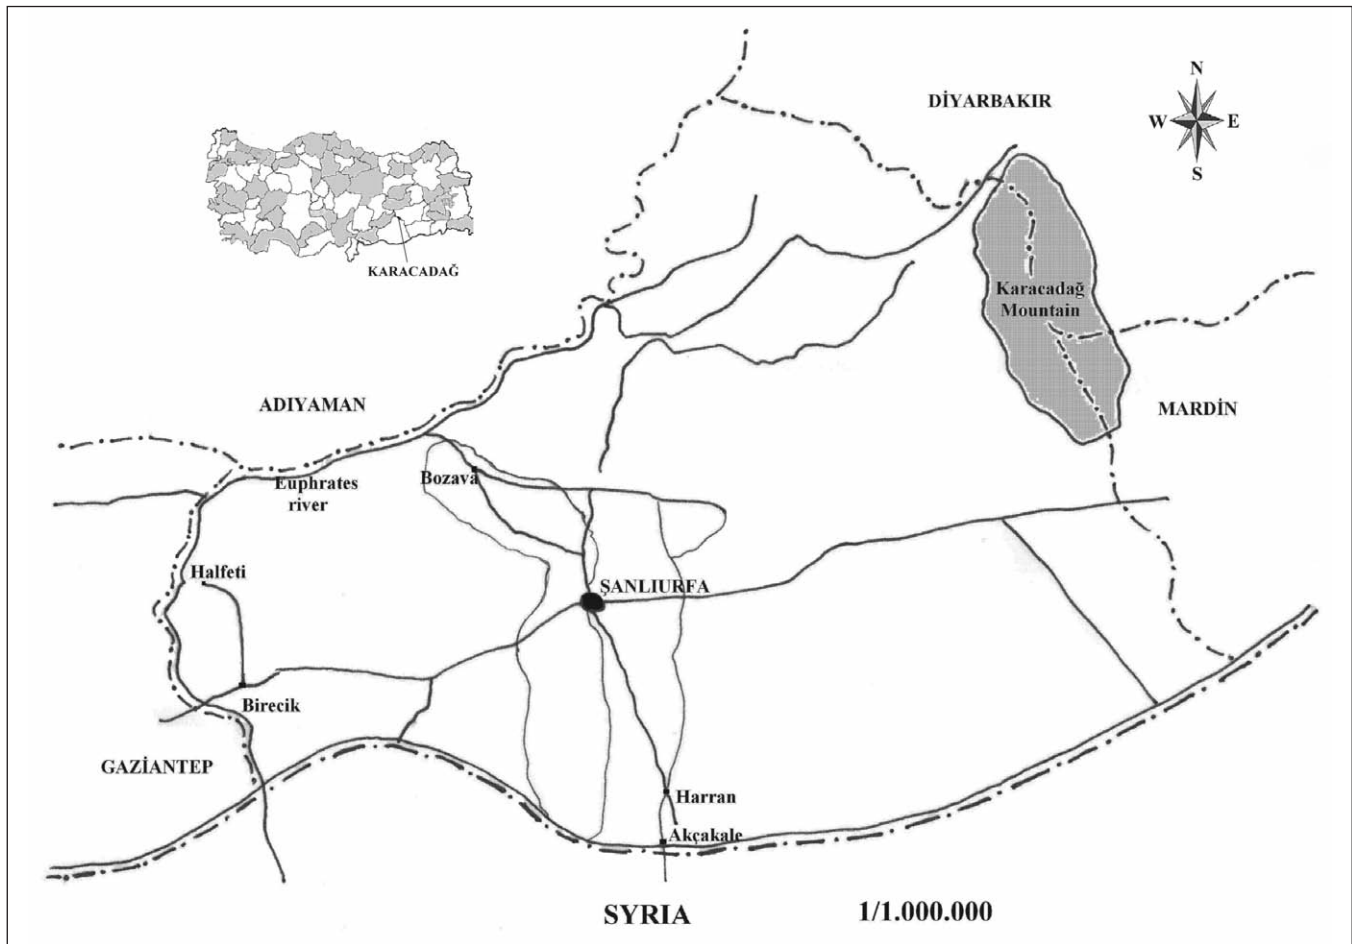 N
DİYARBAKIR
W E
S
KARACADAĞ
Karacadağ
Mountain
ADIYAMAN
MARDİN
Bozava
Euphrates
river
Halfeti
ŞANLIURFA
Birecik
GAZİANTEP
Harran
Akçakale
SYRIA
1/1.000.000